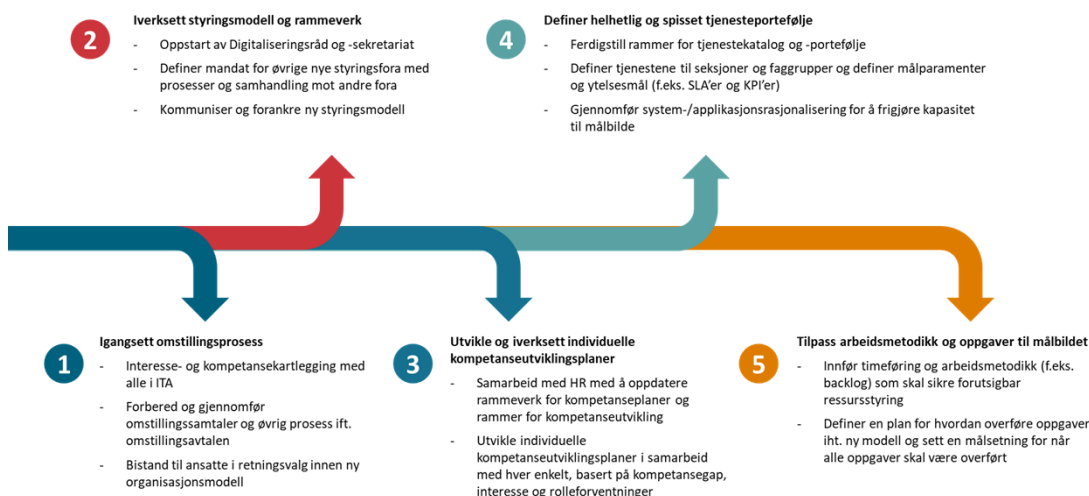 2
Iverksett styringsmodell og rammeverk
- Oppstart av Digitaliseringsråd og -sekretariat
- Definer mandat for øvrige nye styringsfora med
prosesser og samhandling mot andre fora
- Kommuniser og forankre ny styringsmodell
4
Definer helhetlig og spisset tjenesteportefølje
- Ferdigstill rammer for tjenestekatalog og -portefølje
- Definer tjenestene til seksjoner og faggrupper og definer målparamenter
og ytelsesmål (f.eks. SLA'er og KPI'er)
- Gjennomfør system-/applikasjonsrasjonalisering for å frigjøre kapasitet
til målbilde
1
Igangsett omstillingsprosess
- Interesse- og kompetansekartlegging med
alle i ITA
- Forbered og gjennomfør
omstillingssamtaler og øvrig prosess ift.
omstillingsavtalen
- Bistand til ansatte i retningsvalg innen ny
organisasjonsmodell
3
Utvikle og iverksett individuelle
kompetanseutviklingsplaner
- Samarbeid med HR med å oppdatere
rammeverk for kompetanseplaner og
rammer for kompetanseutvikling
- Utvikle individuelle
kompetanseutviklingsplaner i samarbeid
med hver enkelt, basert på kompetansegap,
interesse og rolleforventninger
5
Tilpass arbeidsmetodikk og oppgaver til målbildet
- Innfør timeføring og arbeidsmetodikk (f.eks.
backlog) som skal sikre forutsigbar
ressursstyring
- Definer en plan for hvordan overføre oppgaver
iht. ny modell og sett en målsetning for når
alle oppgaver skal være overført